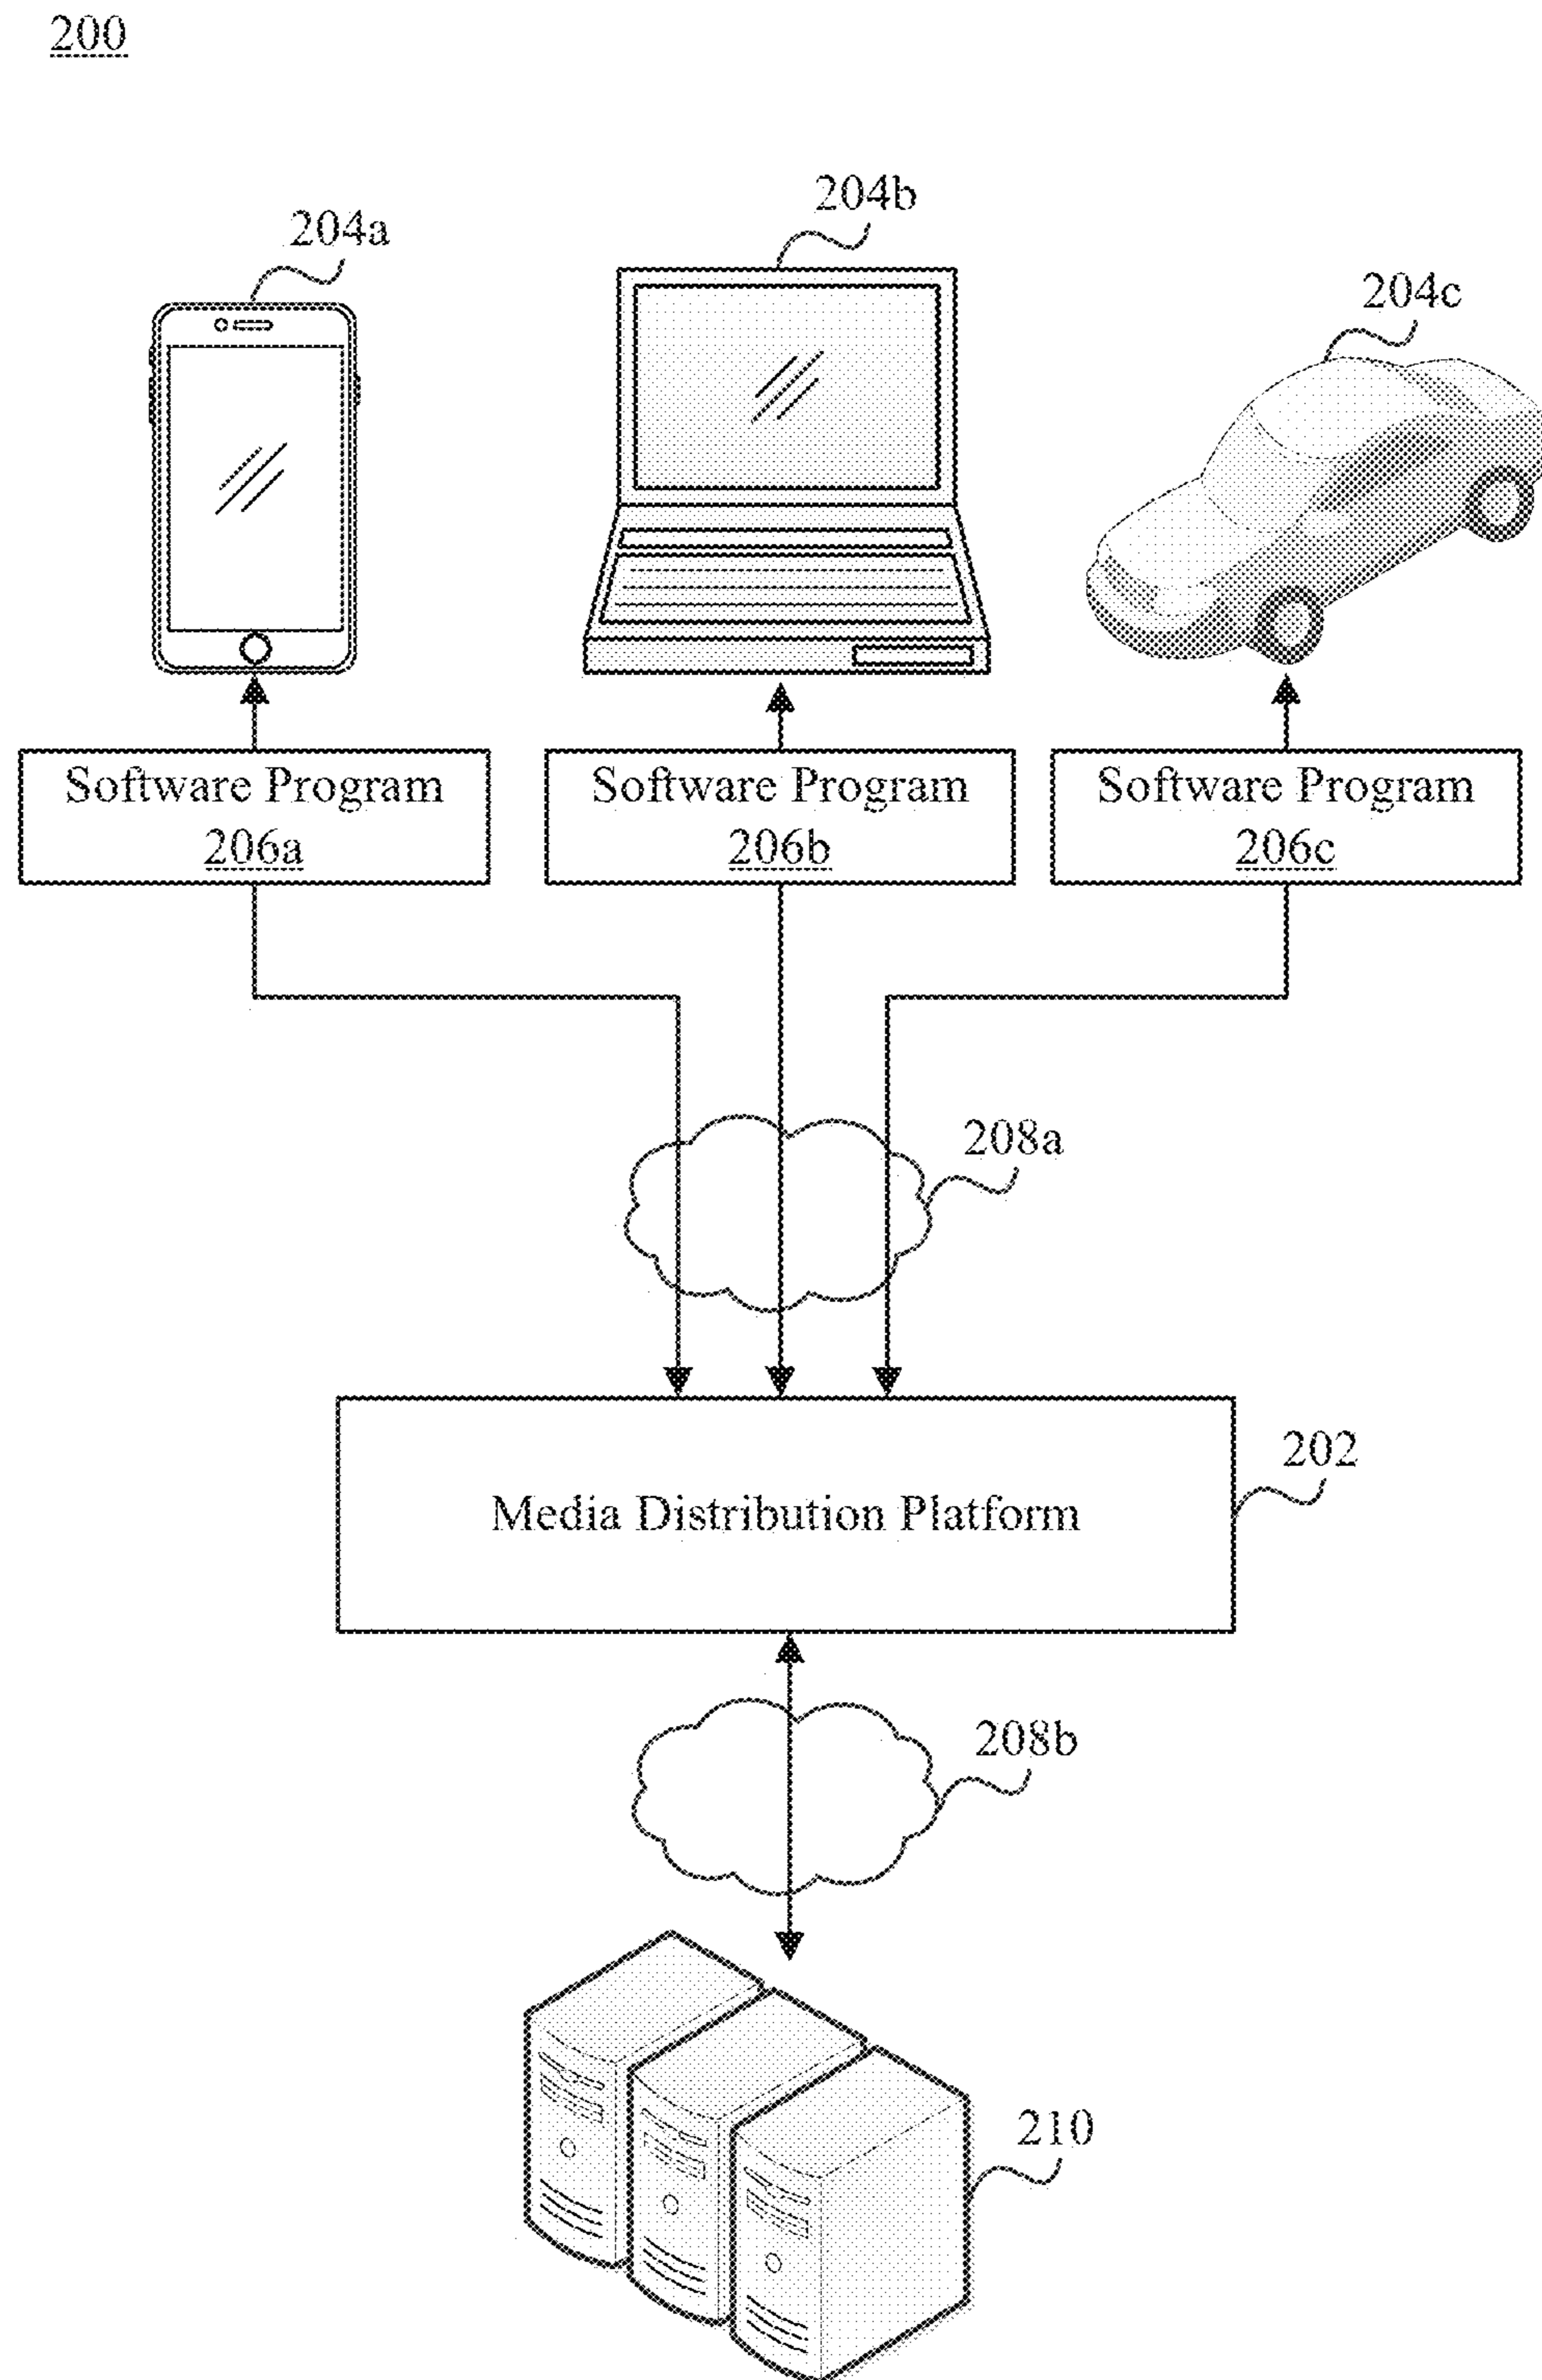 200
204a
204b
204c
Software Program
206a
Software Program
206b
Software Program
206c
208a
202
Media Distribution Platform
208b
210